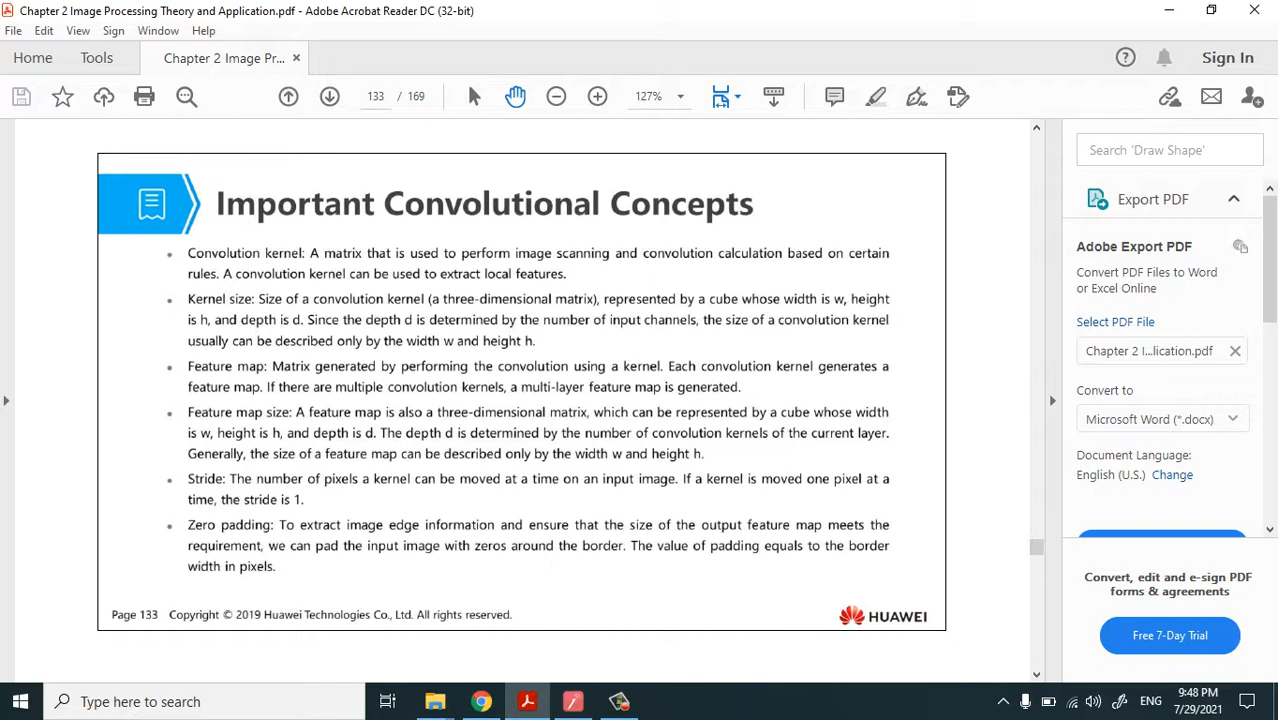 Chapter 2 Image Processing Theory and Application.pdf - Adobe Acrobat Reader DC (32-bit)
File Edit View Sign Window Help
Home Tools Chapter 2 Image Pr... × Sign In
133 / 169 127%
Search 'Draw Shape'
Important Convolutional Concepts
Convolution kernel: A matrix that is used to perform image scanning and convolution calculation based on certain
rules. A convolution kernel can be used to extract local features.
Kernel size: Size of a convolution kernel (a three-dimensional matrix), represented by a cube whose width is w, height
is h, and depth is d. Since the depth d is determined by the number of input channels, the size of a convolution kernel
usually can be described only by the width w and height h.
Feature map: Matrix generated by performing the convolution using a kernel. Each convolution kernel generates a
feature map. If there are multiple convolution kernels, a multi-layer feature map is generated.
Feature map size: A feature map is also a three-dimensional matrix, which can be represented by a cube whose width
is w, height is h, and depth is d. The depth d is determined by the number of convolution kernels of the current layer.
Generally, the size of a feature map can be described only by the width w and height h.
Stride: The number of pixels a kernel can be moved at a time on an input image. If a kernel is moved one pixel at a
time, the stride is 1.
Zero padding: To extract image edge information and ensure that the size of the output feature map meets the
requirement, we can pad the input image with zeros around the border. The value of padding equals to the border
width in pixels.
Page 133 Copyright © 2019 Huawei Technologies Co., Ltd. All rights reserved.
HUAWEI
Export PDF
Adobe Export PDF
Convert PDF Files to Word
or Excel Online
Select PDF File
Chapter 2 I...lication.pdf
Convert to
Microsoft Word (*.docx)
Document Language:
English (U.S.) Change
Convert, edit and e-sign PDF
forms & agreements
Free 7-Day Trial
Type here to search
ENG
9:48 PM
7/29/2021